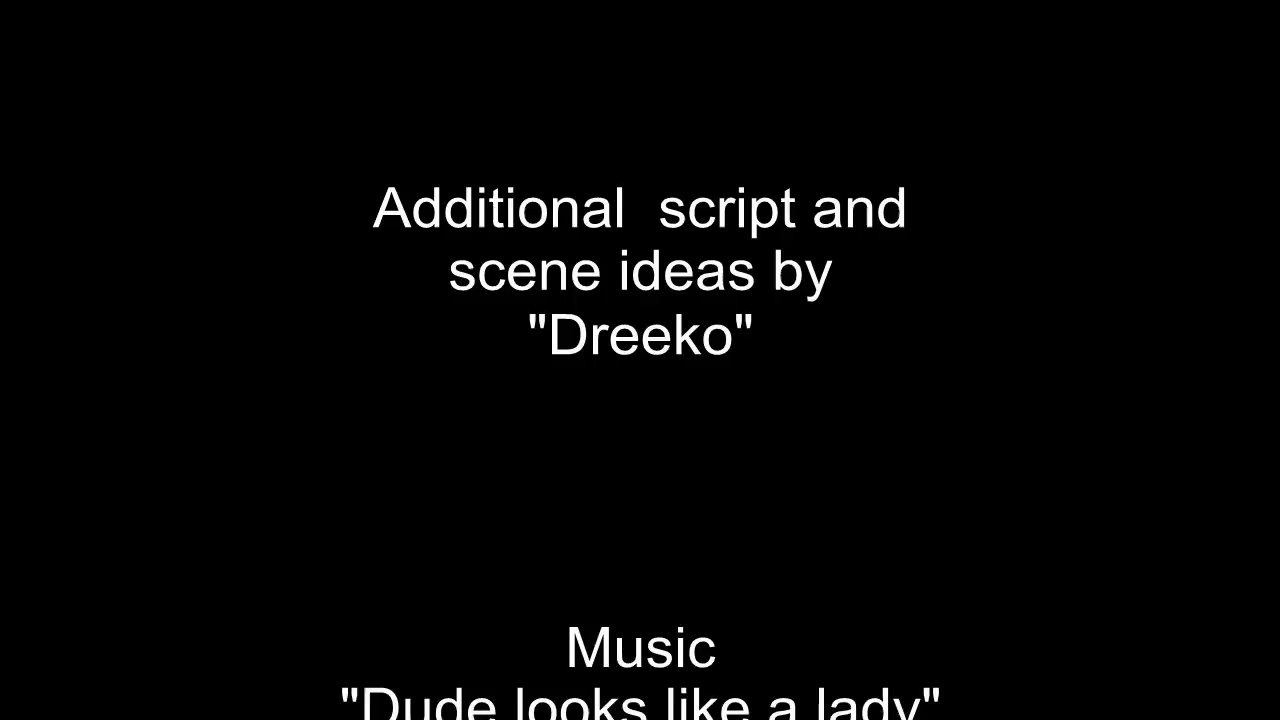 Additional  script and
scene ideas by
"Dreeko"
Music
"Dude looks like a lady"